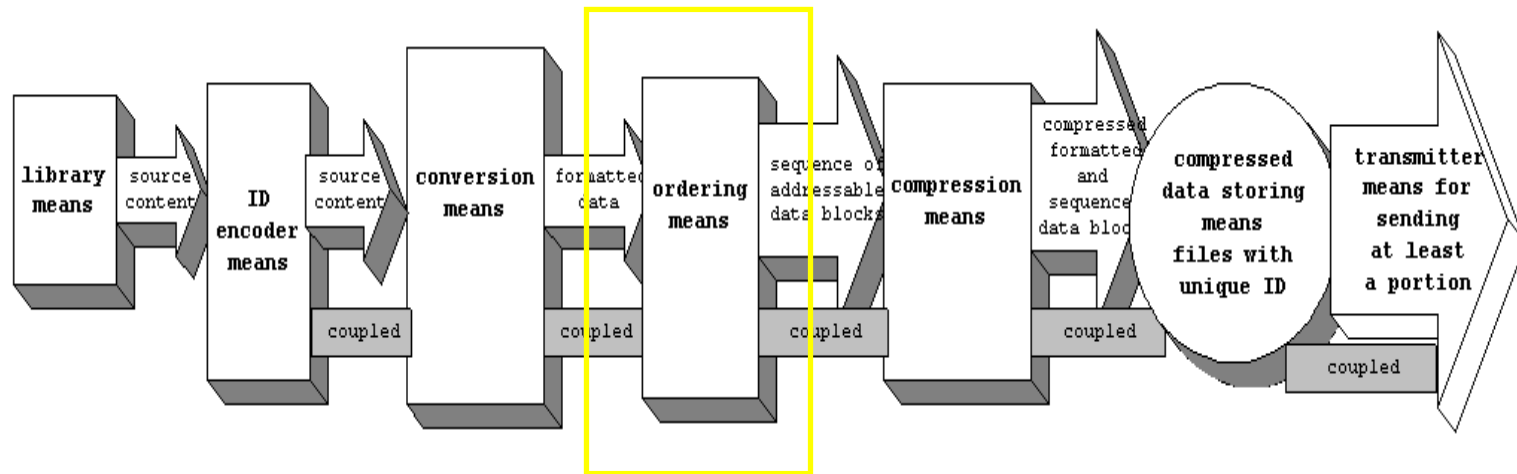 library
means
source
content
ID
encoder
means
source
content
conversion
means
formatted
data
ordering
means
sequence of
addressable
data blocks
compression
means
compressed
formatted
and
sequence
data bloc
compressed
data storing
means
files with
unique ID
transmitter
means for
sending
at least
a portion
coupled
coupled
coupled
coupled
coupled